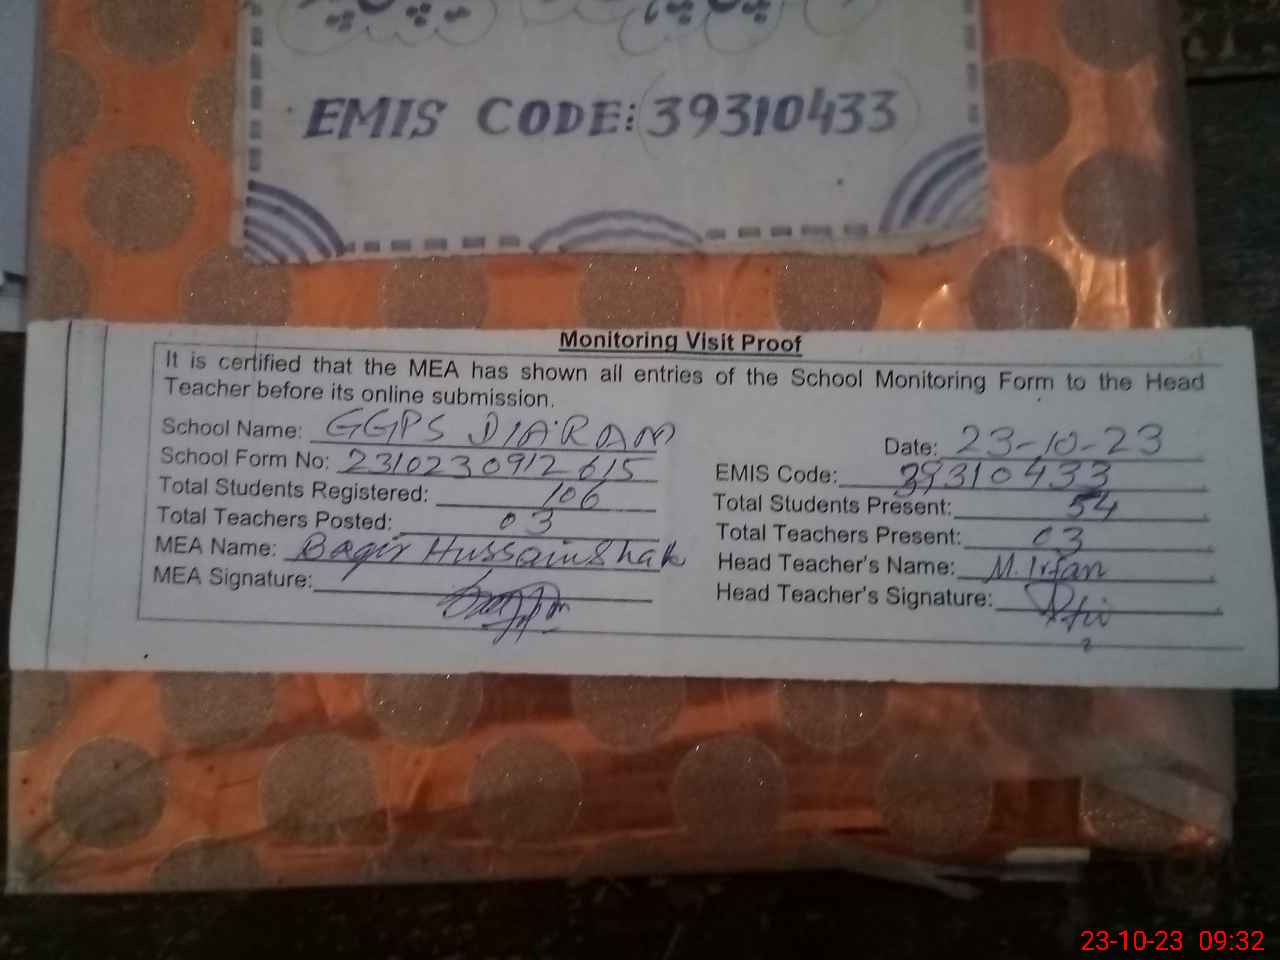 EMIS CODE: 39310433
Monitoring Visit Proof
It is certified that the MEA has shown all entries of the School Monitoring Form to the Head
Teacher before its online submission.
School Name: GGPS DIARAM
Date: 23-10-23
School Form No: 2310230912615
EMIS Code: 39310433
Total Students Registered: 106
Total Students Present: 54
Total Teachers Posted: 03
Total Teachers Present: 03
MEA Name: Baqir Hussain Shah
Head Teacher's Name: M. Irfan
MEA Signature:
Head Teacher's Signature:
23-10-23 09:32